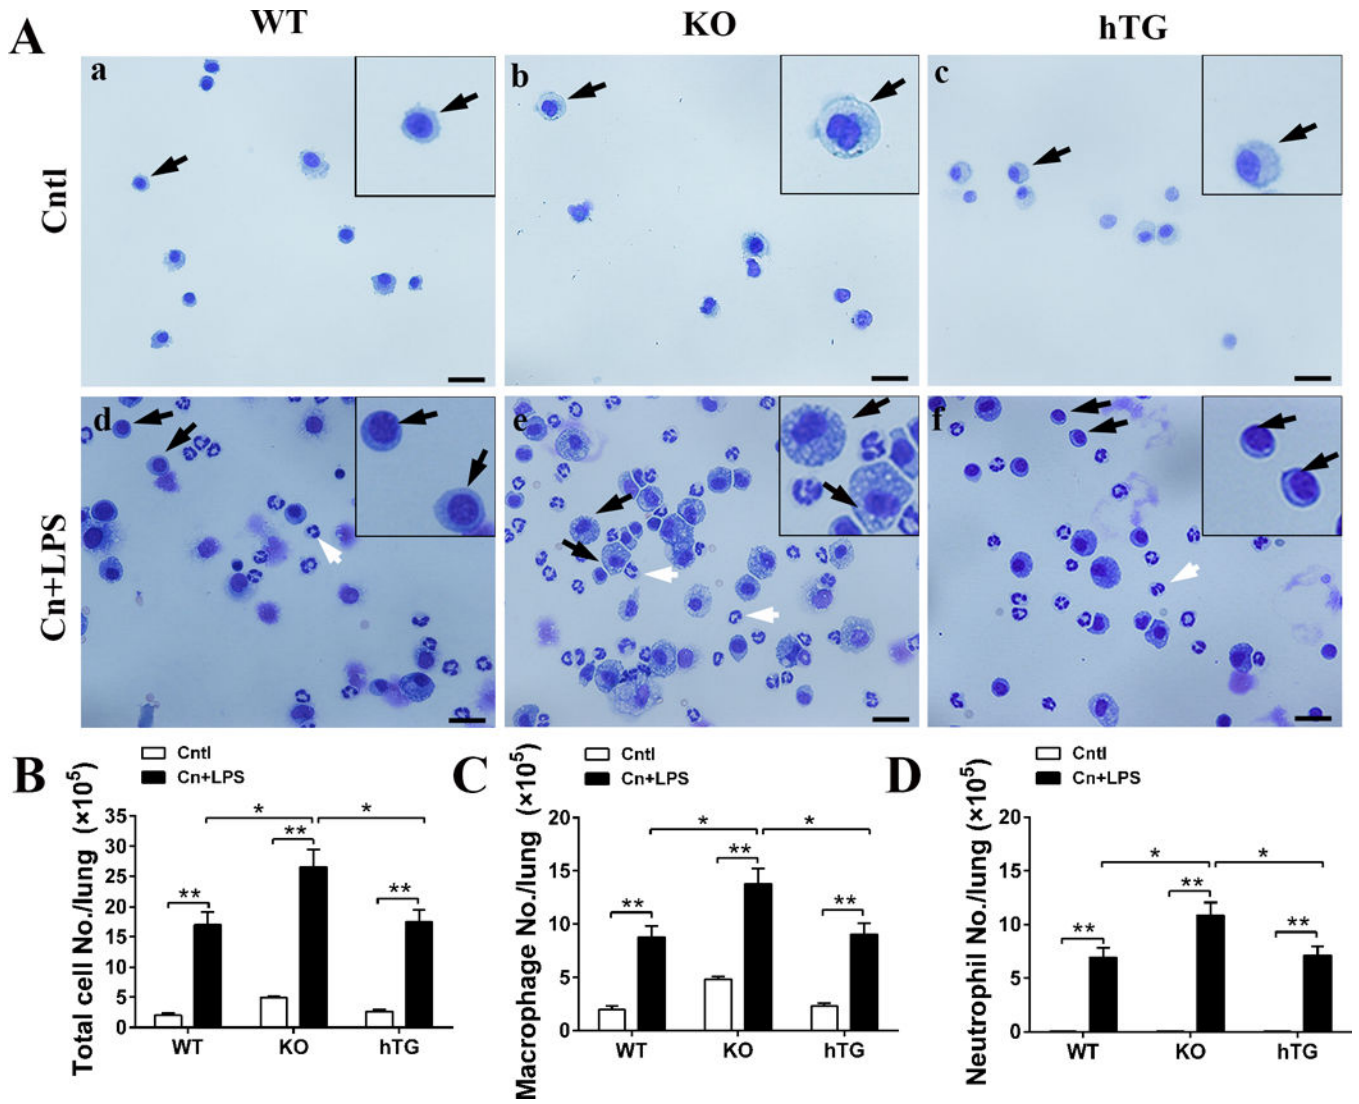 A
WT
KO
hTG
Cntl
a
b
c
Cn+LPS
d
e
f
B
Cntl
Cn+LPS
Total cell No./lung (×10⁵)
35
30
25
20
15
10
5
0
**
*
**
*
**
WT
KO
hTG
C
Cntl
Cn+LPS
Macrophage No./lung (×10⁵)
20
15
10
5
0
**
*
**
*
**
WT
KO
hTG
D
Cntl
Cn+LPS
Neutrophil No./lung (×10⁵)
20
15
10
5
0
**
*
**
*
**
WT
KO
hTG